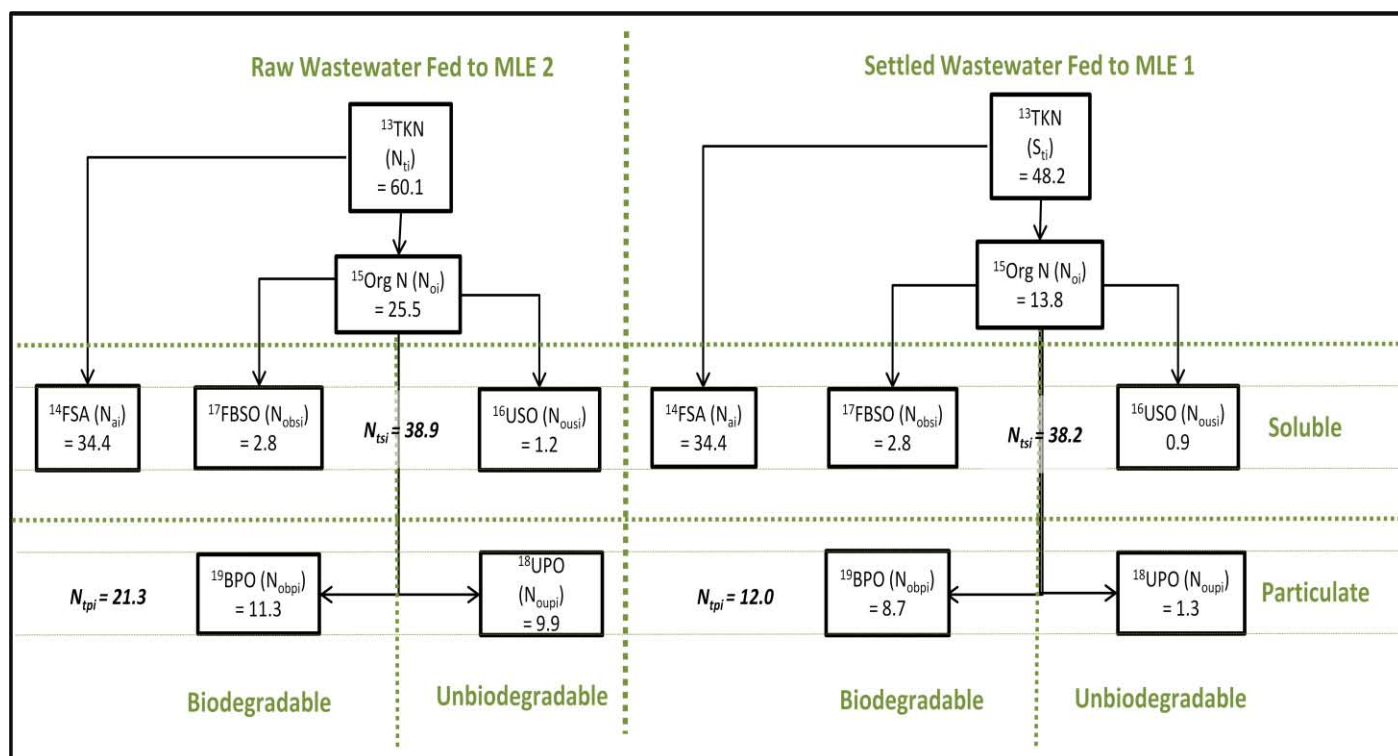 Raw Wastewater Fed to MLE 2
¹³TKN
(Nₜᵢ)
= 60.1
¹⁵Org N (Nₒᵢ)
= 25.5
¹⁴FSA (Nₐᵢ)
= 34.4
¹⁷FBSO (Nobsi)
= 2.8
Ntsi = 38.9
¹⁶USO (Nousi)
= 1.2
Ntpi = 21.3
¹⁹BPO (Nobpi)
= 11.3
¹⁸UPO
(Noupi)
= 9.9
Biodegradable
Unbiodegradable
Settled Wastewater Fed to MLE 1
¹³TKN
(Sₜᵢ)
= 48.2
¹⁵Org N (Nₒᵢ)
= 13.8
¹⁴FSA (Nₐᵢ)
= 34.4
¹⁷FBSO (Nobsi)
= 2.8
Ntsi = 38.2
¹⁶USO (Nousi)
0.9
Soluble
Ntpi = 12.0
¹⁹BPO (Nobpi)
= 8.7
¹⁸UPO (Noupi)
= 1.3
Particulate
Biodegradable
Unbiodegradable